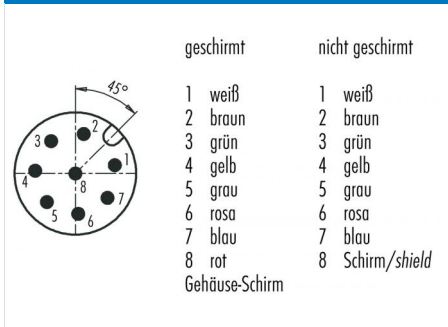 geschirmt
nicht geschirmt
45°
1 weiß
2 braun
3 grün
4 gelb
5 grau
6 rosa
7 blau
8 rot
Gehäuse-Schirm
1 weiß
2 braun
3 grün
4 gelb
5 grau
6 rosa
7 blau
8 Schirm/shield
2
3
1
4
8
7
5
6